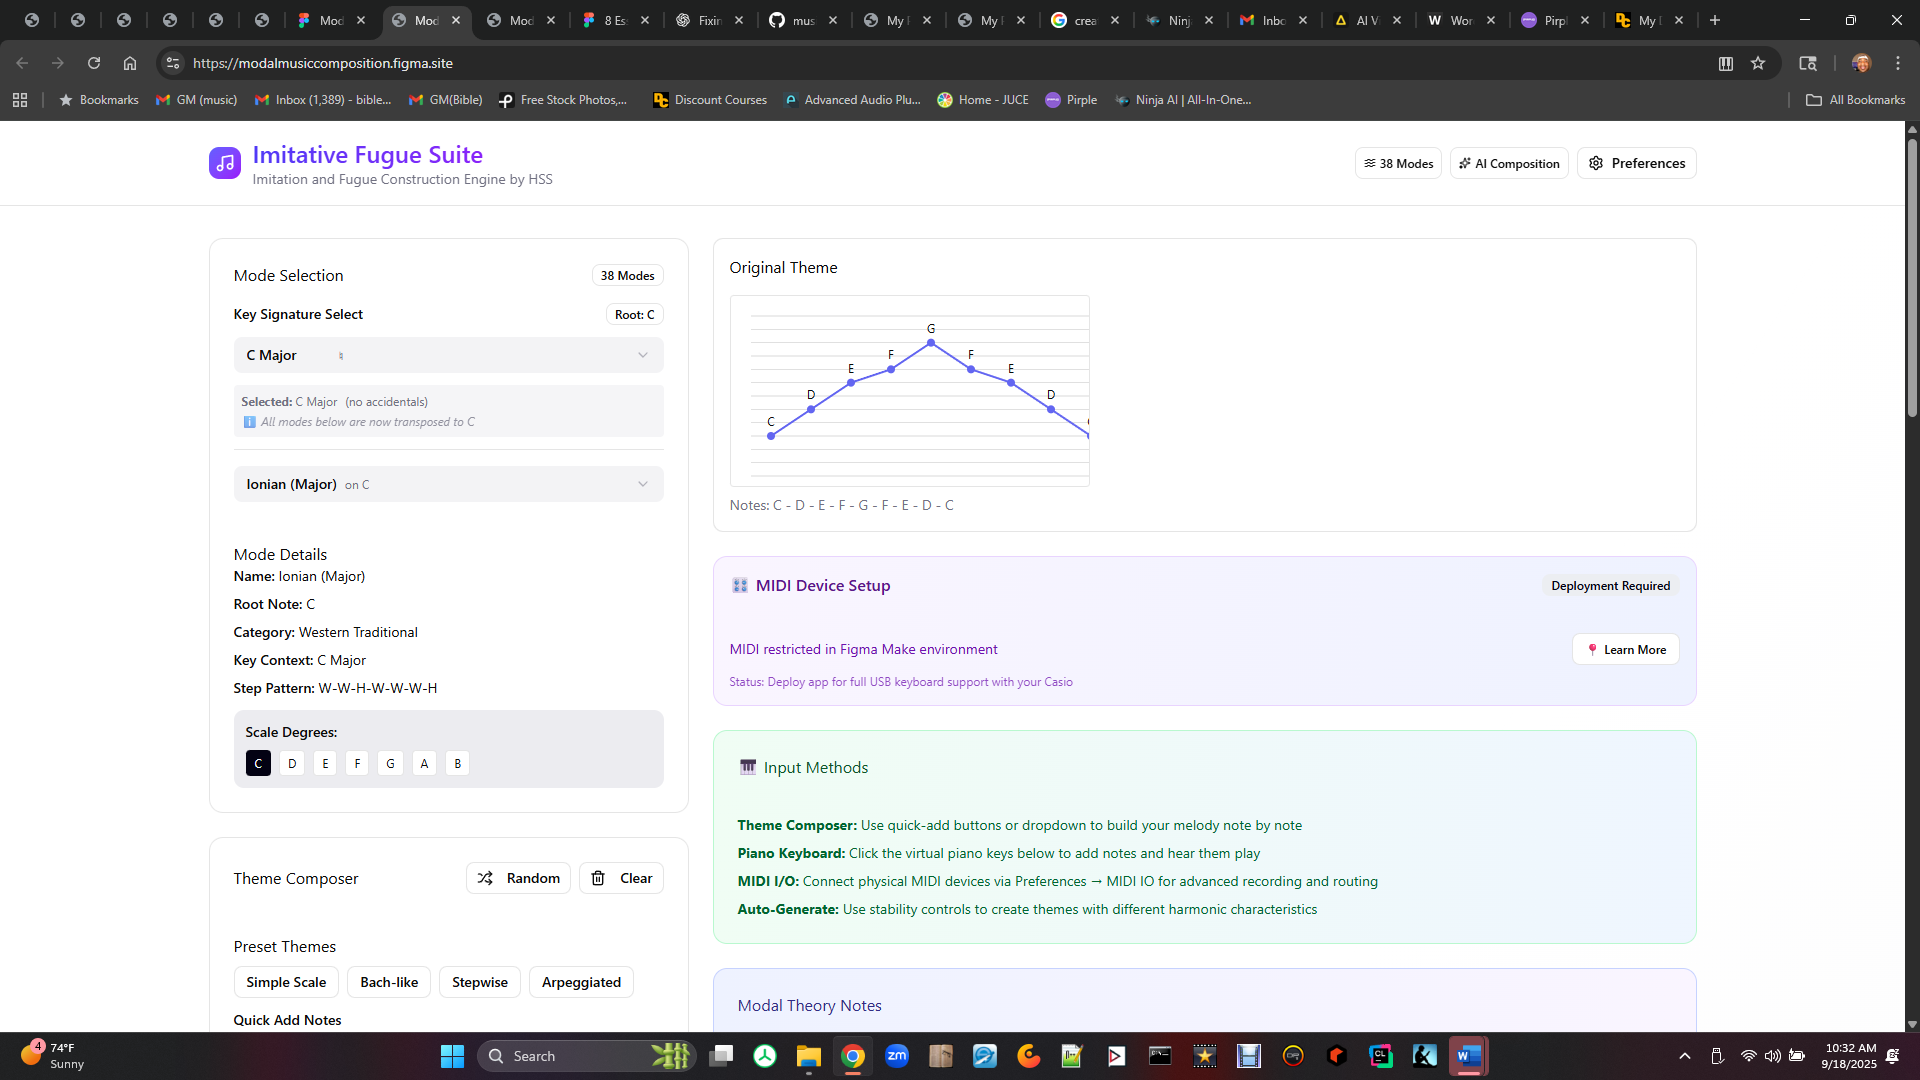 Mod
Mod
Mod
8 Es
Fixin
mus
My
My
crea
Ninj
Inbo
AI V
Wor
Pirpl
My
https://modalmusiccomposition.figma.site
Bookmarks
GM (music)
Inbox (1,389) - bible...
GM(Bible)
Free Stock Photos,...
Discount Courses
Advanced Audio Plu...
Home - JUCE
Pirple
Ninja AI | All-In-One...
All Bookmarks
Imitative Fugue Suite
Imitation and Fugue Construction Engine by HSS
38 Modes
AI Composition
Preferences
Mode Selection
38 Modes
Key Signature Select
Root: C
C Major ♮
Selected: C Major (no accidentals)
All modes below are now transposed to C
Ionian (Major) on C
Mode Details
Name: Ionian (Major)
Root Note: C
Category: Western Traditional
Key Context: C Major
Step Pattern: W-W-H-W-W-W-H
Scale Degrees:
C D E F G A B
Theme Composer
Random
Clear
Preset Themes
Simple Scale
Bach-like
Stepwise
Arpeggiated
Quick Add Notes
Original Theme
C D E F G F E D
Notes: C - D - E - F - G - F - E - D - C
MIDI Device Setup
Deployment Required
MIDI restricted in Figma Make environment
Learn More
Status: Deploy app for full USB keyboard support with your Casio
Input Methods
Theme Composer: Use quick-add buttons or dropdown to build your melody note by note
Piano Keyboard: Click the virtual piano keys below to add notes and hear them play
MIDI I/O: Connect physical MIDI devices via Preferences → MIDI IO for advanced recording and routing
Auto-Generate: Use stability controls to create themes with different harmonic characteristics
Modal Theory Notes
4
74°F
Sunny
Search
zm
10:32 AM
9/18/2025